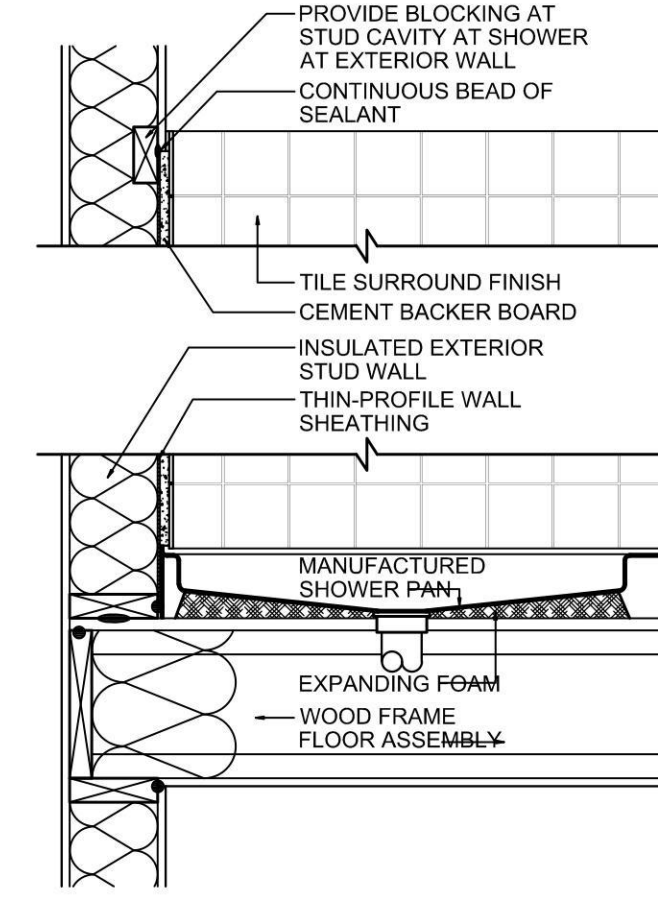 PROVIDE BLOCKING AT
STUD CAVITY AT SHOWER
AT EXTERIOR WALL
CONTINUOUS BEAD OF
SEALANT
TILE SURROUND FINISH
CEMENT BACKER BOARD
INSULATED EXTERIOR
STUD WALL
THIN-PROFILE WALL
SHEATHING
MANUFACTURED
SHOWER PAN
EXPANDING FOAM
WOOD FRAME
FLOOR ASSEMBLY